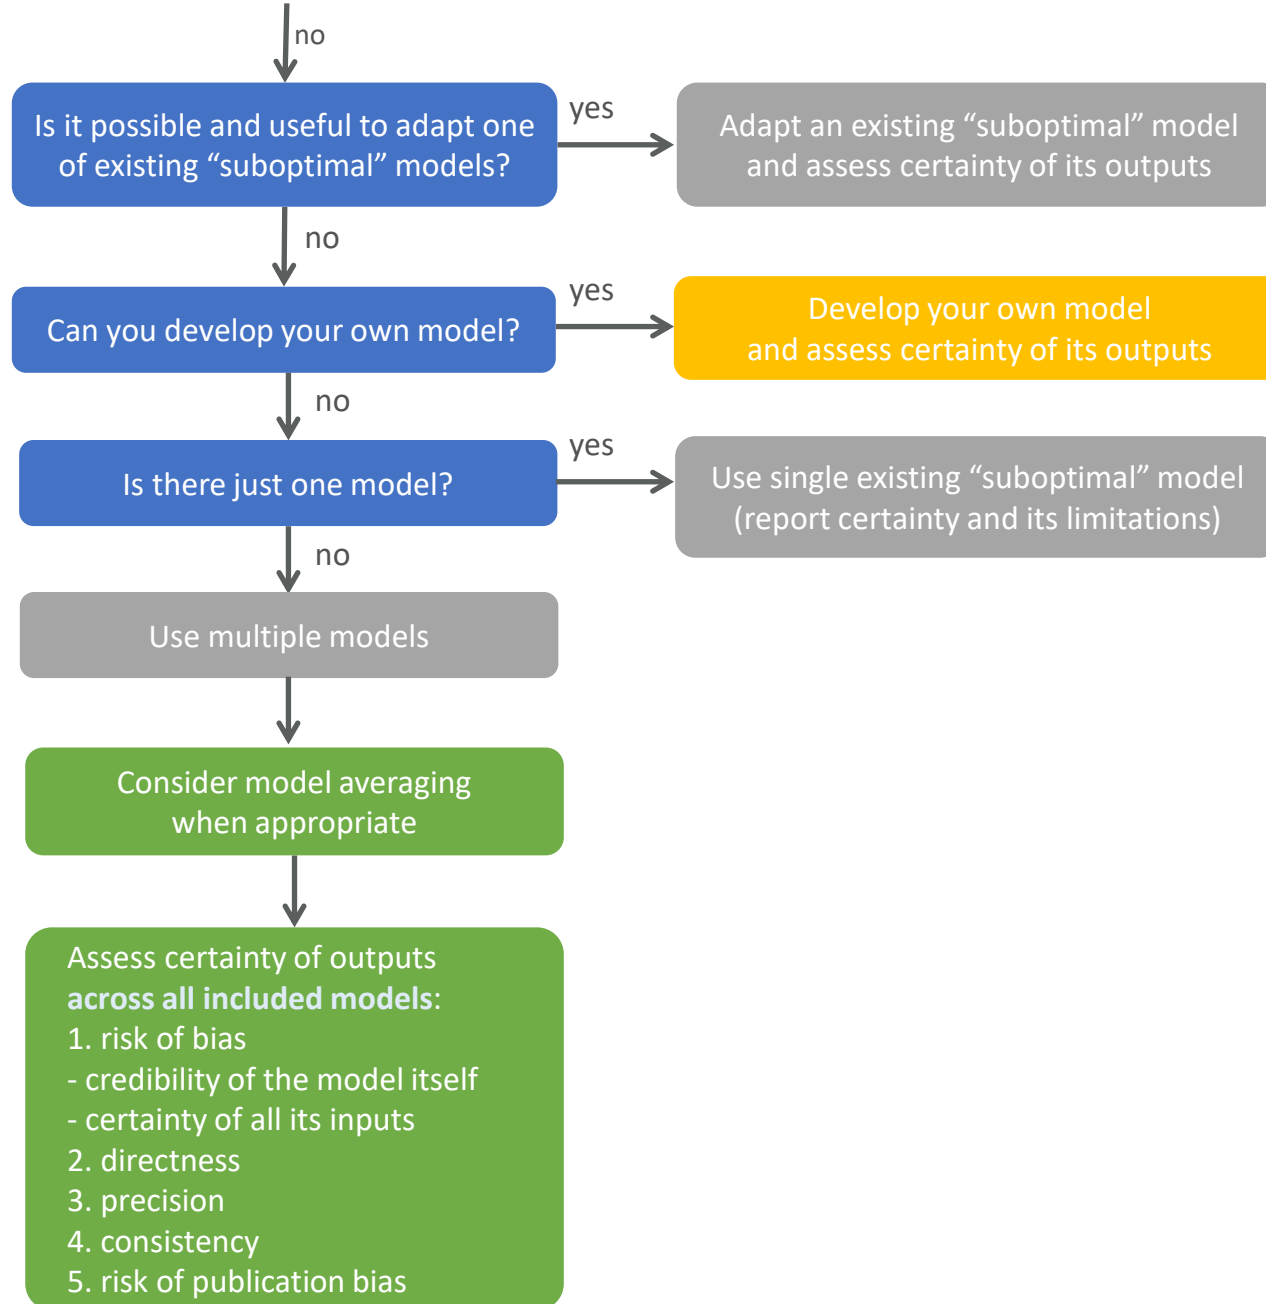 no
Is it possible and useful to adapt one
of existing “suboptimal” models?
yes
Adapt an existing “suboptimal” model
and assess certainty of its outputs
no
Can you develop your own model?
yes
Develop your own model
and assess certainty of its outputs
no
Is there just one model?
yes
Use single existing “suboptimal” model
(report certainty and its limitations)
no
Use multiple models
Consider model averaging
when appropriate
Assess certainty of outputs
across all included models:
1. risk of bias
- credibility of the model itself
- certainty of all its inputs
2. directness
3. precision
4. consistency
5. risk of publication bias